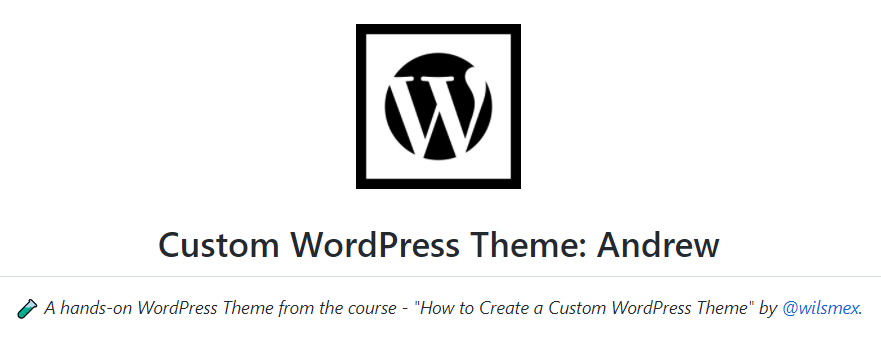 Custom WordPress Theme: Andrew
🧪 A hands-on WordPress Theme from the course - "How to Create a Custom WordPress Theme" by @wilsmex.